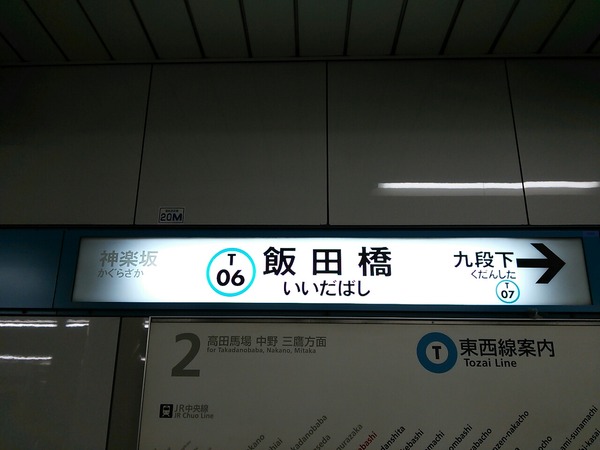 20M
神楽坂
かぐらざか
T
06
飯田橋
いいだばし
九段下
くだんした
T
07
2
高田馬場 中野 三鷹方面
for Takadanobaba, Nakano, Mitaka
T
東西線案内
Tozai Line
JR中央線
JR Chuo Line